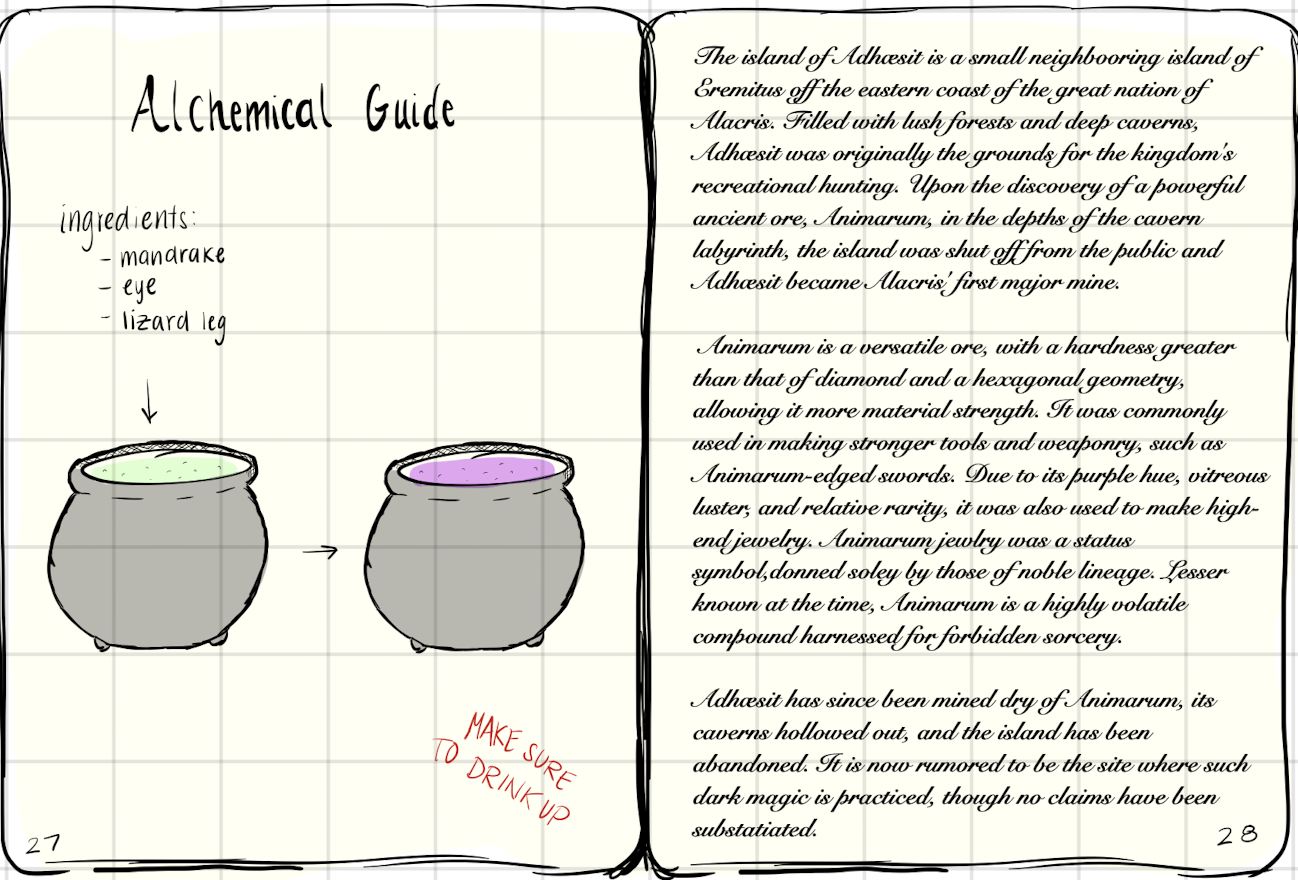 Alchemical Guide
ingredients:
- mandrake
- eye
- lizard leg
MAKE SURE
TO DRINK UP
27
The island of Adhæsit is a small neighbooring island of
Eremitus off the eastern coast of the great nation of
Alacris. Filled with lush forests and deep caverns,
Adhæsit was originally the grounds for the kingdom's
recreational hunting. Upon the discovery of a powerful
ancient ore, Animarum, in the depths of the cavern
labyrinth, the island was shut off from the public and
Adhæsit became Alacris' first major mine.
Animarum is a versatile ore, with a hardness greater
than that of diamond and a hexagonal geometry,
allowing it more material strength. It was commonly
used in making stronger tools and weaponry, such as
Animarum-edged swords. Due to its purple hue, vitreous
luster, and relative rarity, it was also used to make high-
end jewelry. Animarum jewlry was a status
symbol,donned soley by those of noble lineage. Lesser
known at the time, Animarum is a highly volatile
compound harnessed for forbidden sorcery.
Adhæsit has since been mined dry of Animarum, its
caverns hollowed out, and the island has been
abandoned. It is now rumored to be the site where such
dark magic is practiced, though no claims have been
substatiated.
28